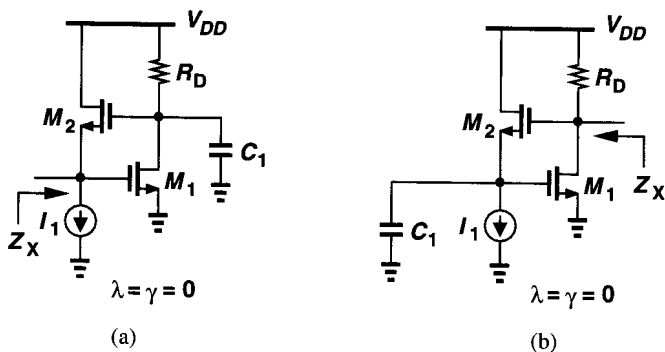 V_DD
R_D
M_2
C_1
M_1
I_1
Z_X
λ = γ = 0
(a)
V_DD
R_D
M_2
Z_X
M_1
C_1
I_1
λ = γ = 0
(b)